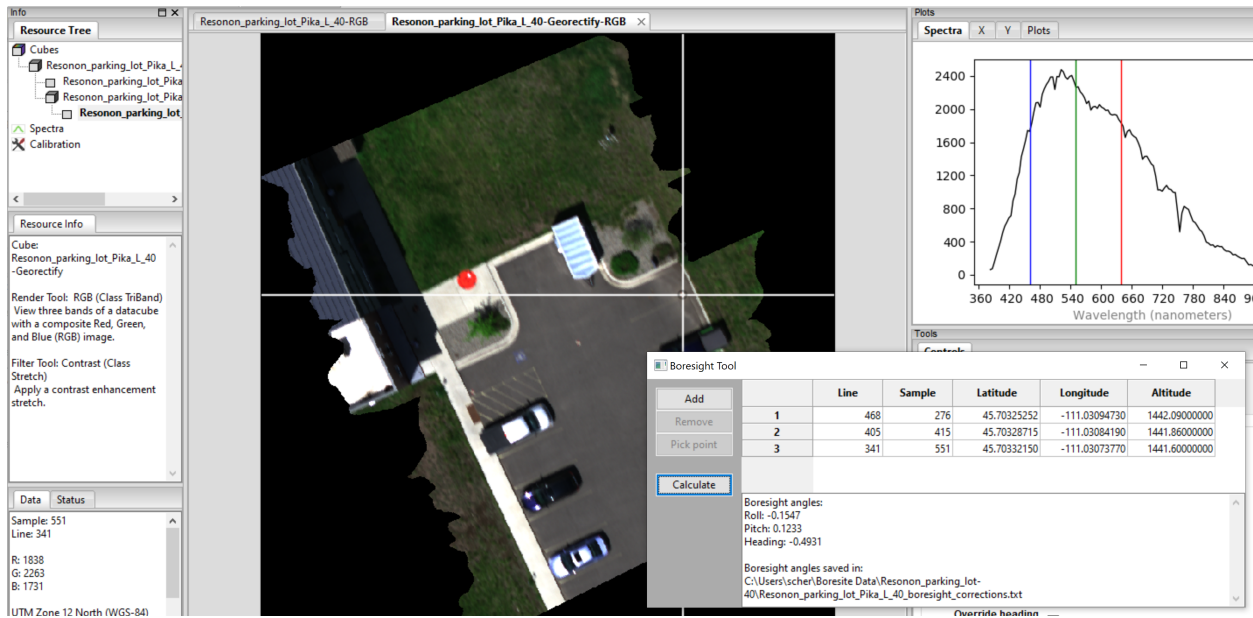 Info
Resource Tree
Cubes
Resonon_parking_lot_Pika_L_
Resonon_parking_lot_Pika
Resonon_parking_lot_Pika
Resonon_parking_lot_
Spectra
Calibration
Resource Info
Cube:
Resonon_parking_lot_Pika_L_40
-Georectify
Render Tool: RGB (Class TriBand)
View three bands of a datacube
with a composite Red, Green,
and Blue (RGB) image.
Filter Tool: Contrast (Class
Stretch)
Apply a contrast enhancement
stretch.
Data Status
Sample: 551
Line: 341
R: 1838
G: 2263
B: 1731
UTM Zone 12 North (WGS-84)
Resonon_parking_lot_Pika_L_40-RGB Resonon_parking_lot_Pika_L_40-Georectify-RGB
Plots
Spectra X Y Plots
2400
2000
1600
1200
800
400
0
360 420 480 540 600 660 720 780 840 90
Wavelength (nanometers)
Tools
Controls
Boresight Tool
Add
Remove
Pick point
Calculate
Line Sample Latitude Longitude Altitude
1 468 276 45.70325252 -111.03094730 1442.09000000
2 405 415 45.70328715 -111.03084190 1441.86000000
3 341 551 45.70332150 -111.03073770 1441.60000000
Boresight angles:
Roll: -0.1547
Pitch: 0.1233
Heading: -0.4931
Boresight angles saved in:
C:\Users\scher\Boresite Data\Resonon_parking_lot-
40\Resonon_parking_lot_Pika_L_40_boresight_corrections.txt
Override heading